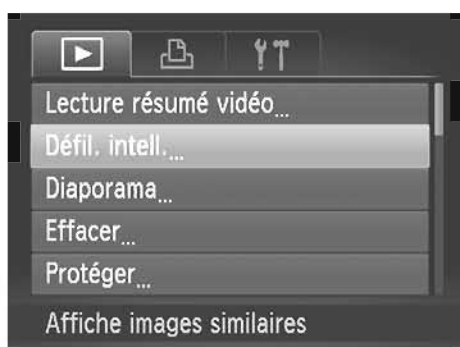 Lecture résumé vidéo...
Défil. intell....
Diaporama...
Effacer...
Protéger...
Affiche images similaires